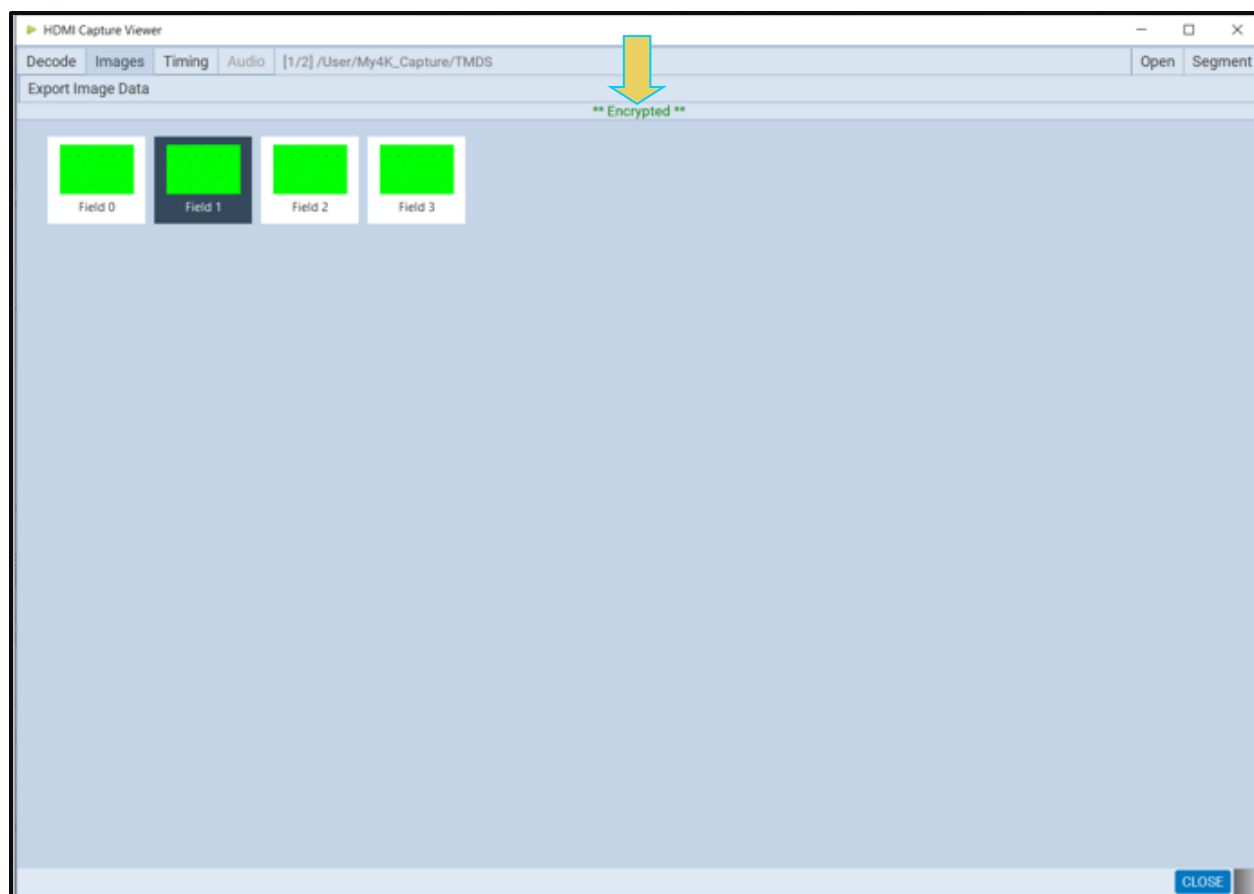 HDMI Capture Viewer
Decode Images Timing Audio [1/2] /User/My4K_Capture/TMDS Open Segment
Export Image Data
** Encrypted **
Field 0 Field 1 Field 2 Field 3
CLOSE